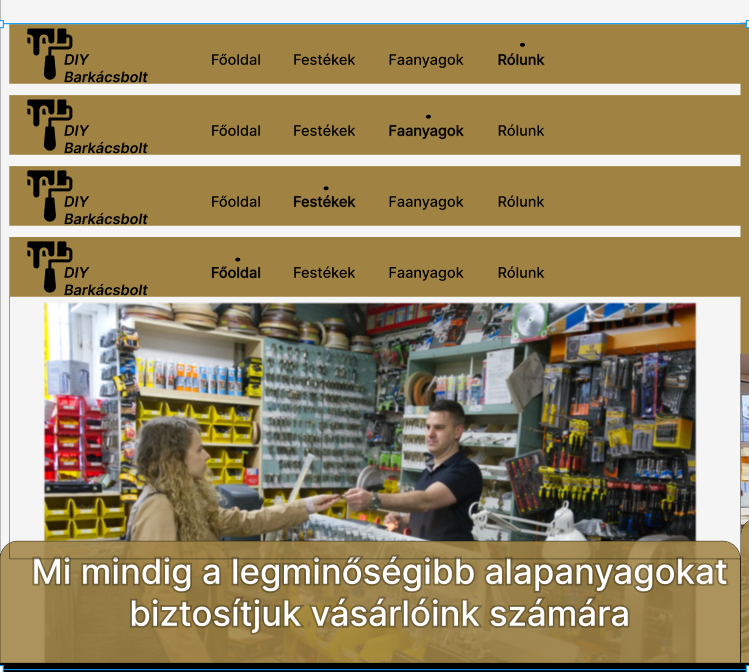 DIY
Barkácsbolt
Főoldal Festékek Faanyagok Rólunk
DIY
Barkácsbolt
Főoldal Festékek Faanyagok Rólunk
DIY
Barkácsbolt
Főoldal Festékek Faanyagok Rólunk
DIY
Barkácsbolt
Főoldal Festékek Faanyagok Rólunk
Mi mindig a legminőségibb alapanyagokat
biztosítjuk vásárlóink számára